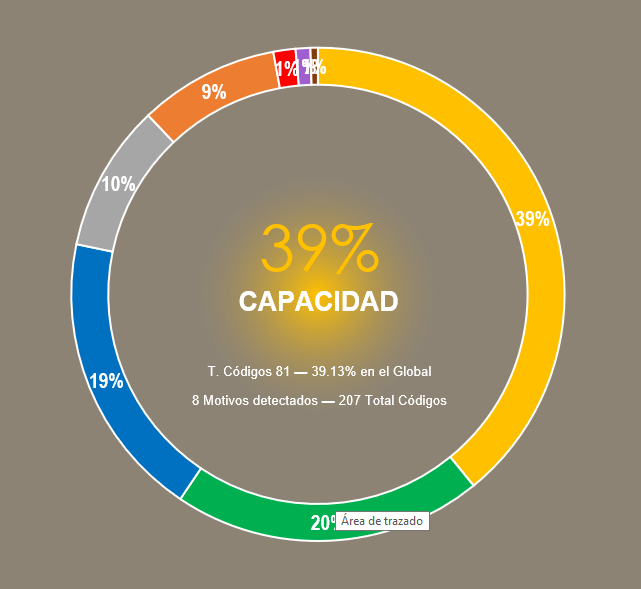 1%
9%
10%
39%
39%
CAPACIDAD
T. Códigos 81 — 39.13% en el Global
19%
8 Motivos detectados — 207 Total Códigos
Área de trazado